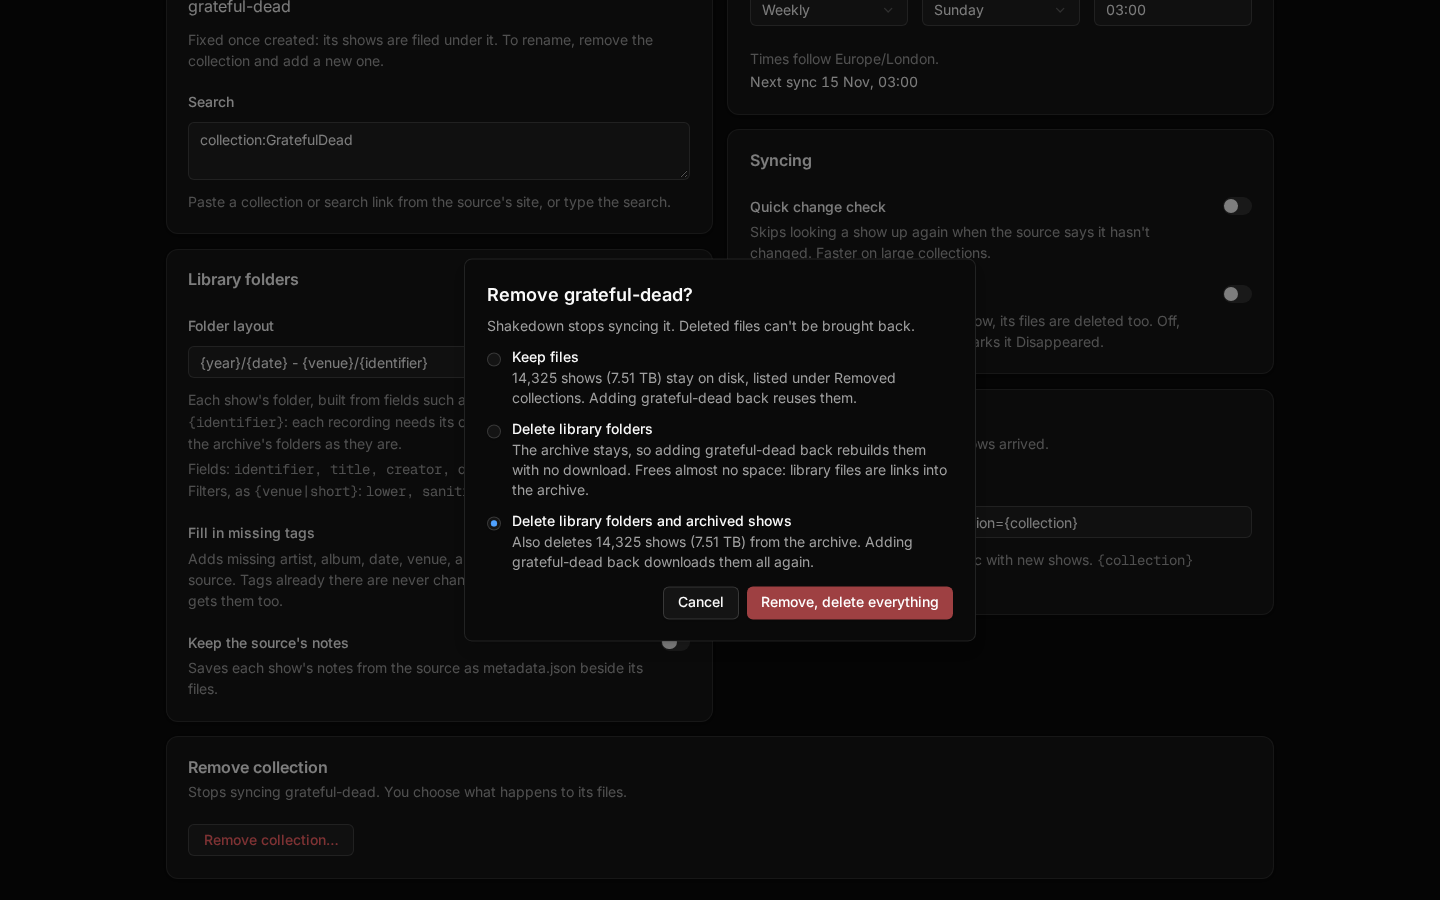 grateful-dead
Fixed once created: its shows are filed under it. To rename, remove the
collection and add a new one.
Search
collection:GratefulDead
Paste a collection or search link from the source's site, or type the search.
Library folders
Folder layout
{year}/{date} - {venue}/{identifier}
Each show's folder, built from fields such a
{identifier}: each recording needs its
the archive's folders as they are.
Fields: identifier, title, creator,
Filters, as {venue|short}: lower,
Fill in missing tags
Adds missing artist, album, date, venue, a
source. Tags already there are never
gets them too.
Keep the source's notes
Saves each show's notes from the source as metadata.json beside its
files.
Weekly
Sunday
03:00
Times follow Europe/London.
Next sync 15 Nov, 03:00
Syncing
Quick change check
Skips looking a show up again when the source says it hasn't
changed. Faster on large collections.
its files are deleted too. Off,
it Disappeared.
arrived.
={collection}
with new shows. {collection}
Remove grateful-dead?
Shakedown stops syncing it. Deleted files can't be brought back.
Keep files
14,325 shows (7.51 TB) stay on disk, listed under Removed
collections. Adding grateful-dead back reuses them.
Delete library folders
The archive stays, so adding grateful-dead back rebuilds them
with no download. Frees almost no space: library files are links into
the archive.
Delete library folders and archived shows
Also deletes 14,325 shows (7.51 TB) from the archive. Adding
grateful-dead back downloads them all again.
Cancel
Remove, delete everything
Remove collection
Stops syncing grateful-dead. You choose what happens to its files.
Remove collection...